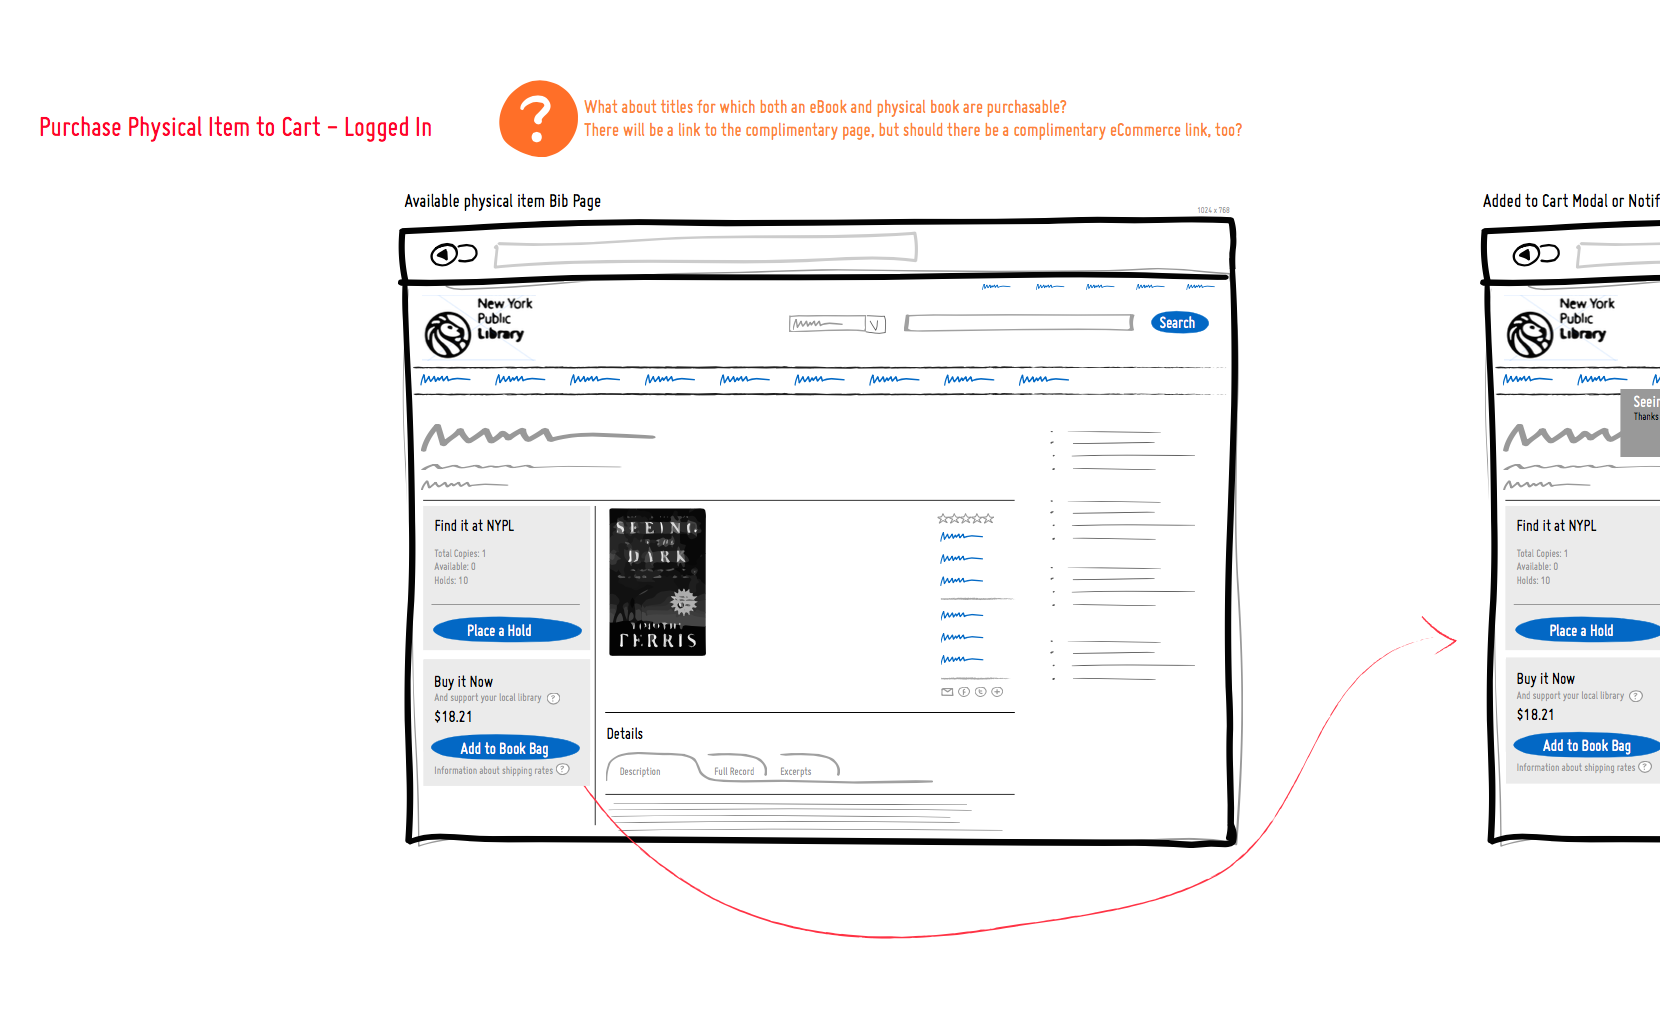 What about titles for which both an eBook and physical book are purchasable?
Purchase Physical Item to Cart - Logged In
There will be a link to the complimentary page, but should there be a complimentary eCommerce link, too?
Available physical item Bib Page
1024 x 768
New York
Public
Library
Search
Find it at NYPL
Total Copies: 1
Available: 0
Holds: 10
Place a Hold
Buy it Now
And support your local library ?
$18.21
Add to Book Bag
Information about shipping rates ?
SEEING
THE
DARK
TIMOTHY
FERRIS
Details
Description
Full Record
Excerpts
Added to Cart Modal or Notif
New York
Public
Library
Seein
Thanks
Find it at NYPL
Total Copies: 1
Available: 0
Holds: 10
Place a Hold
Buy it Now
And support your local library ?
$18.21
Add to Book Bag
Information about shipping rates ?